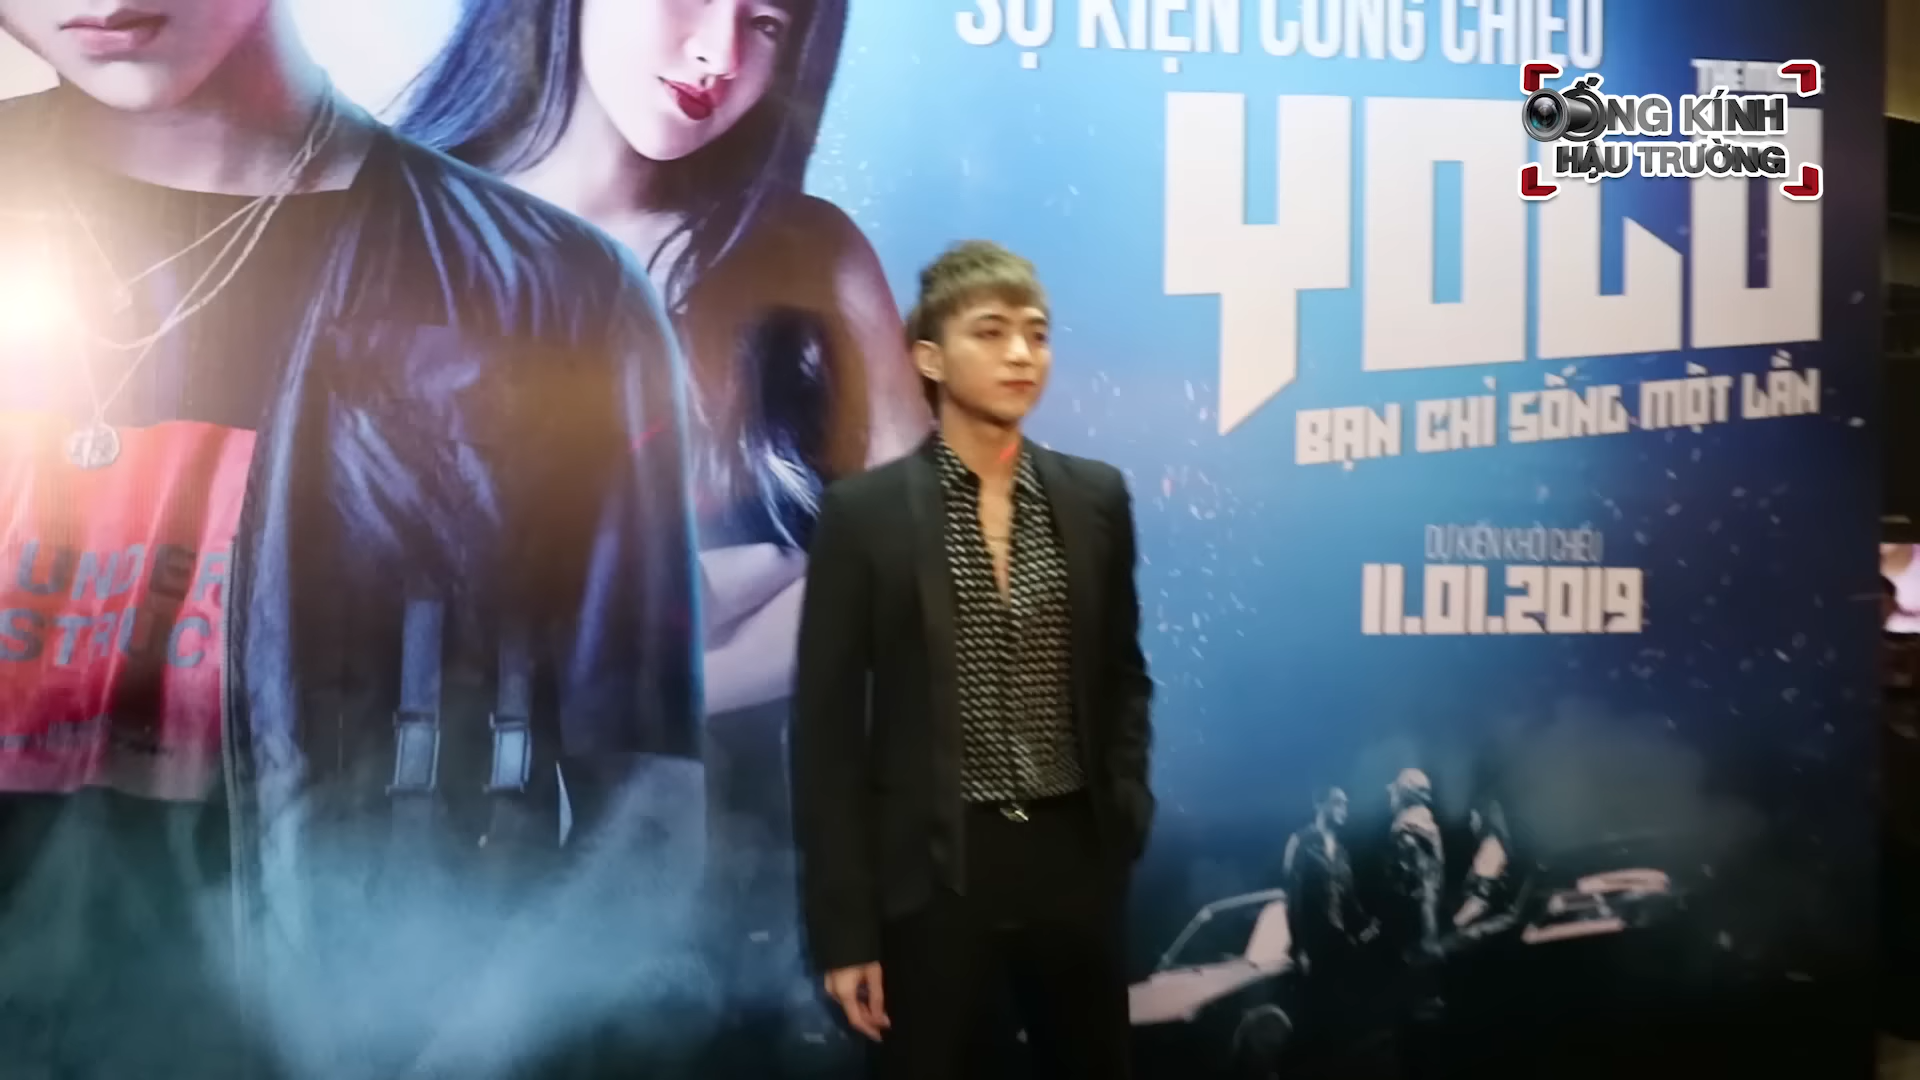 SỰ KIỆN CÔNG CHIẾU
YOLO
BẠN CHỈ SỐNG MỘT LẦN
DỰ KIẾN KHỞI CHIẾU
11.01.2019
ỐNG KÍNH
HẬU TRƯỜNG
UNDER